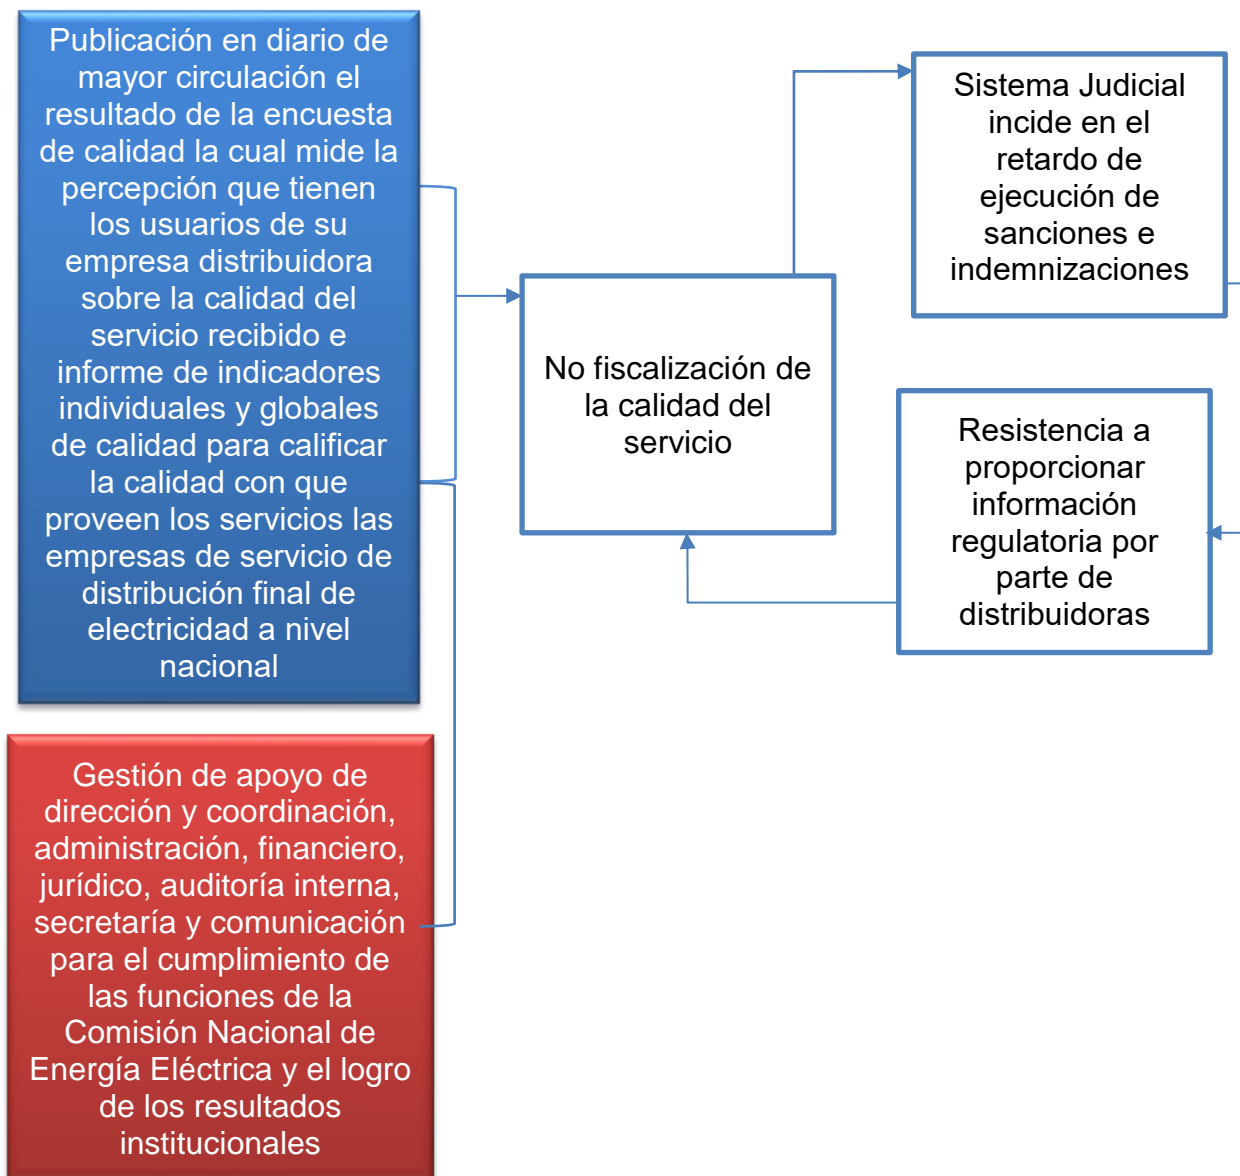 Publicación en diario de
mayor circulación el
resultado de la encuesta
de calidad la cual mide la
percepción que tienen
los usuarios de su
empresa distribuidora
sobre la calidad del
servicio recibido e
informe de indicadores
individuales y globales
de calidad para calificar
la calidad con que
proveen los servicios las
empresas de servicio de
distribución final de
electricidad a nivel
nacional
Gestión de apoyo de
dirección y coordinación,
administración, financiero,
jurídico, auditoría interna,
secretaría y comunicación
para el cumplimiento de
las funciones de la
Comisión Nacional de
Energía Eléctrica y el logro
de los resultados
institucionales
No fiscalización de
la calidad del
servicio
Sistema Judicial
incide en el
retardo de
ejecución de
sanciones e
indemnizaciones
Resistencia a
proporcionar
información
regulatoria por
parte de
distribuidoras